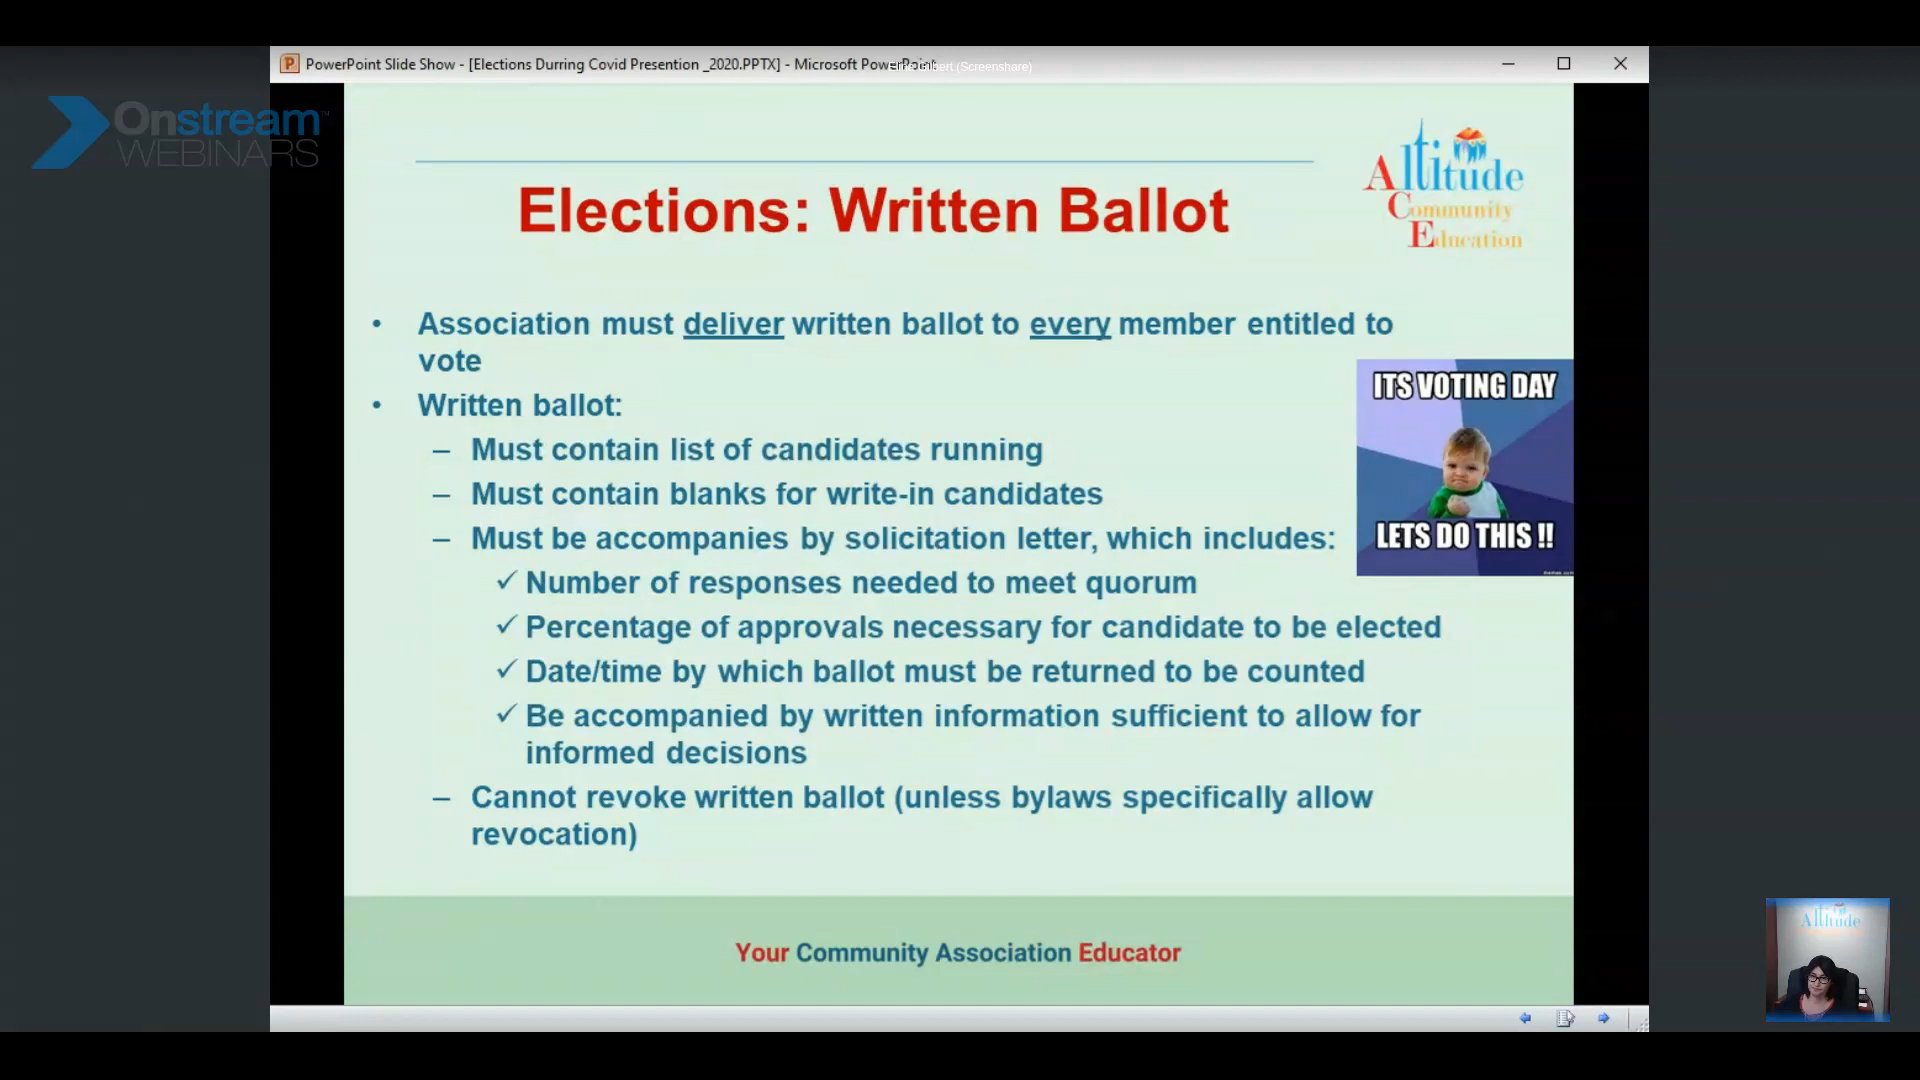 PowerPoint Slide Show - [Elections Durring Covid Presention _2020.PPTX] - Microsoft PowerPoint
(Screenshare)
Onstream
WEBINARS
Altitude
Community
Education
Elections: Written Ballot
• Association must deliver written ballot to every member entitled to
vote
• Written ballot:
– Must contain list of candidates running
– Must contain blanks for write-in candidates
– Must be accompanies by solicitation letter, which includes:
✓ Number of responses needed to meet quorum
✓ Percentage of approvals necessary for candidate to be elected
✓ Date/time by which ballot must be returned to be counted
✓ Be accompanied by written information sufficient to allow for
informed decisions
– Cannot revoke written ballot (unless bylaws specifically allow
revocation)
ITS VOTING DAY
LETS DO THIS !!
Your Community Association Educator
Altitude